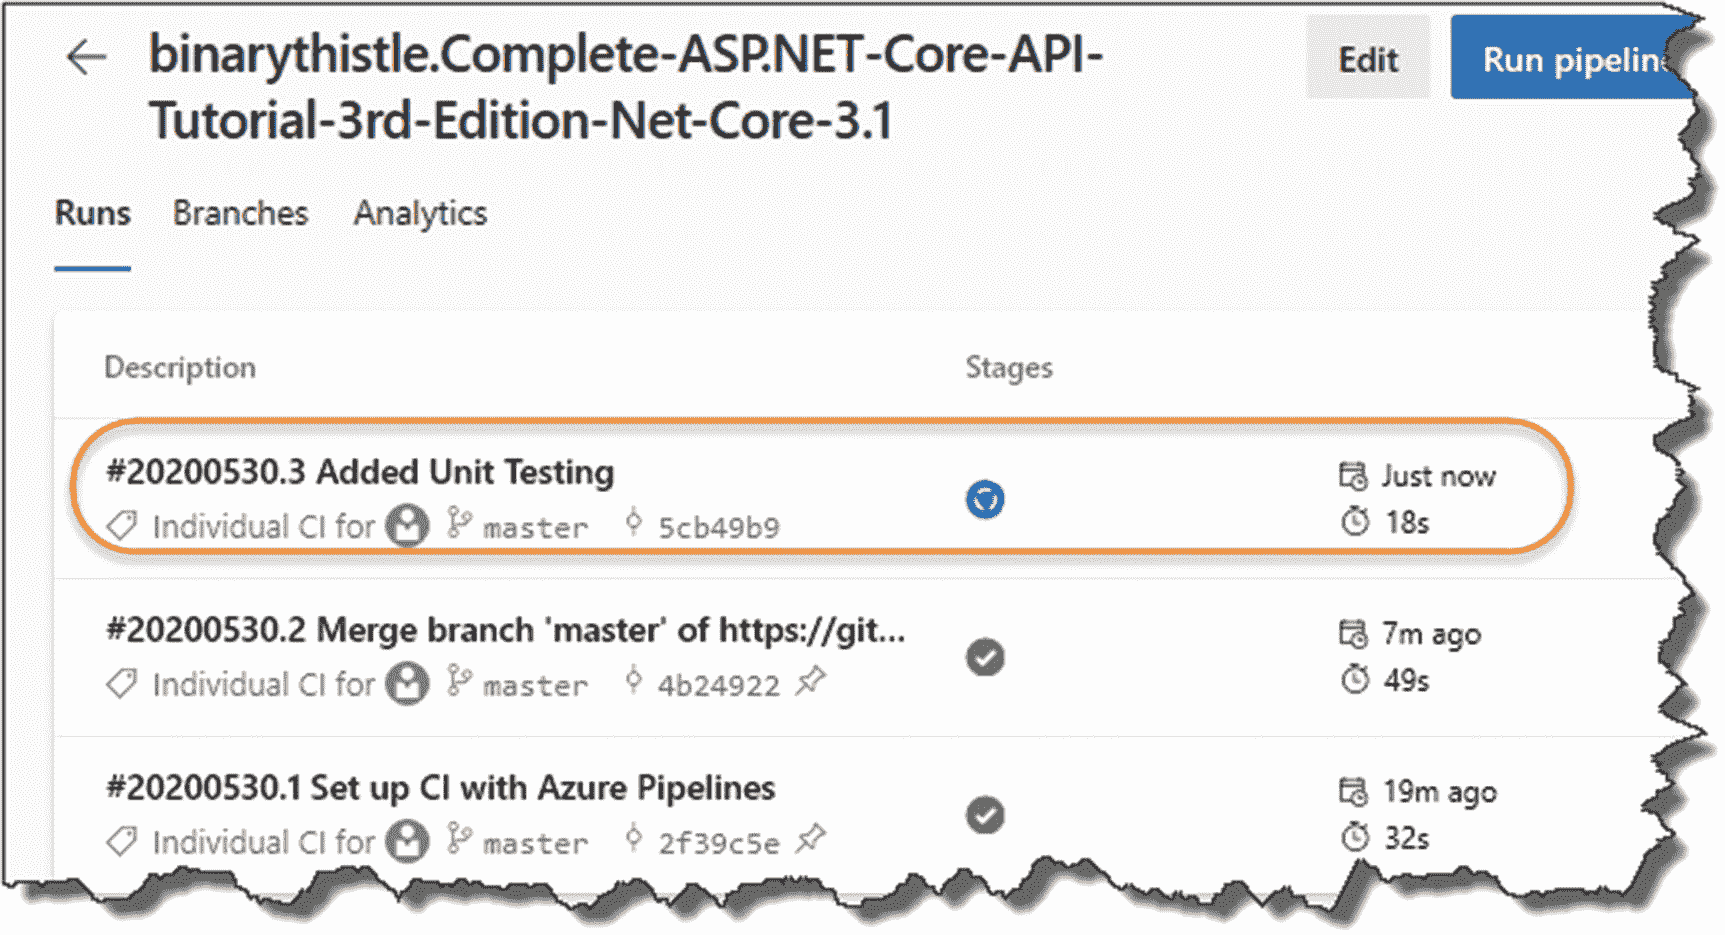 binarythistle.Complete-ASP.NET-Core-API-
Tutorial-3rd-Edition-Net-Core-3.1
Edit
Run pipeline
Runs Branches Analytics
Description Stages
#20200530.3 Added Unit Testing
Individual CI for master 5cb49b9
Just now
18s
#20200530.2 Merge branch 'master' of https://git...
Individual CI for master 4b24922
7m ago
49s
#20200530.1 Set up CI with Azure Pipelines
Individual CI for master 2f39c5e
19m ago
32s